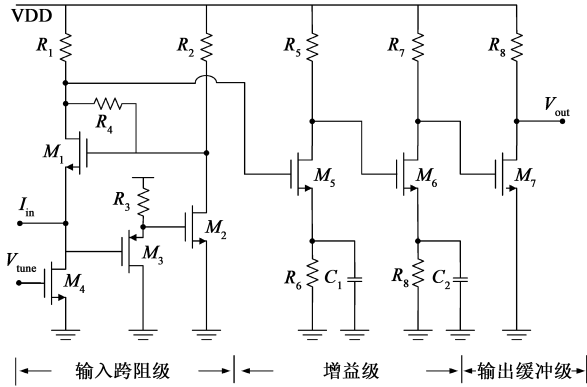 VDD
R1 R2 R5 R7 R8
Vout
R4
M1
R3
M5 M6 M7
Iin
M2
M3
Vtune
M4
R6 C1 R8 C2
输入跨阻级 增益级 输出缓冲级